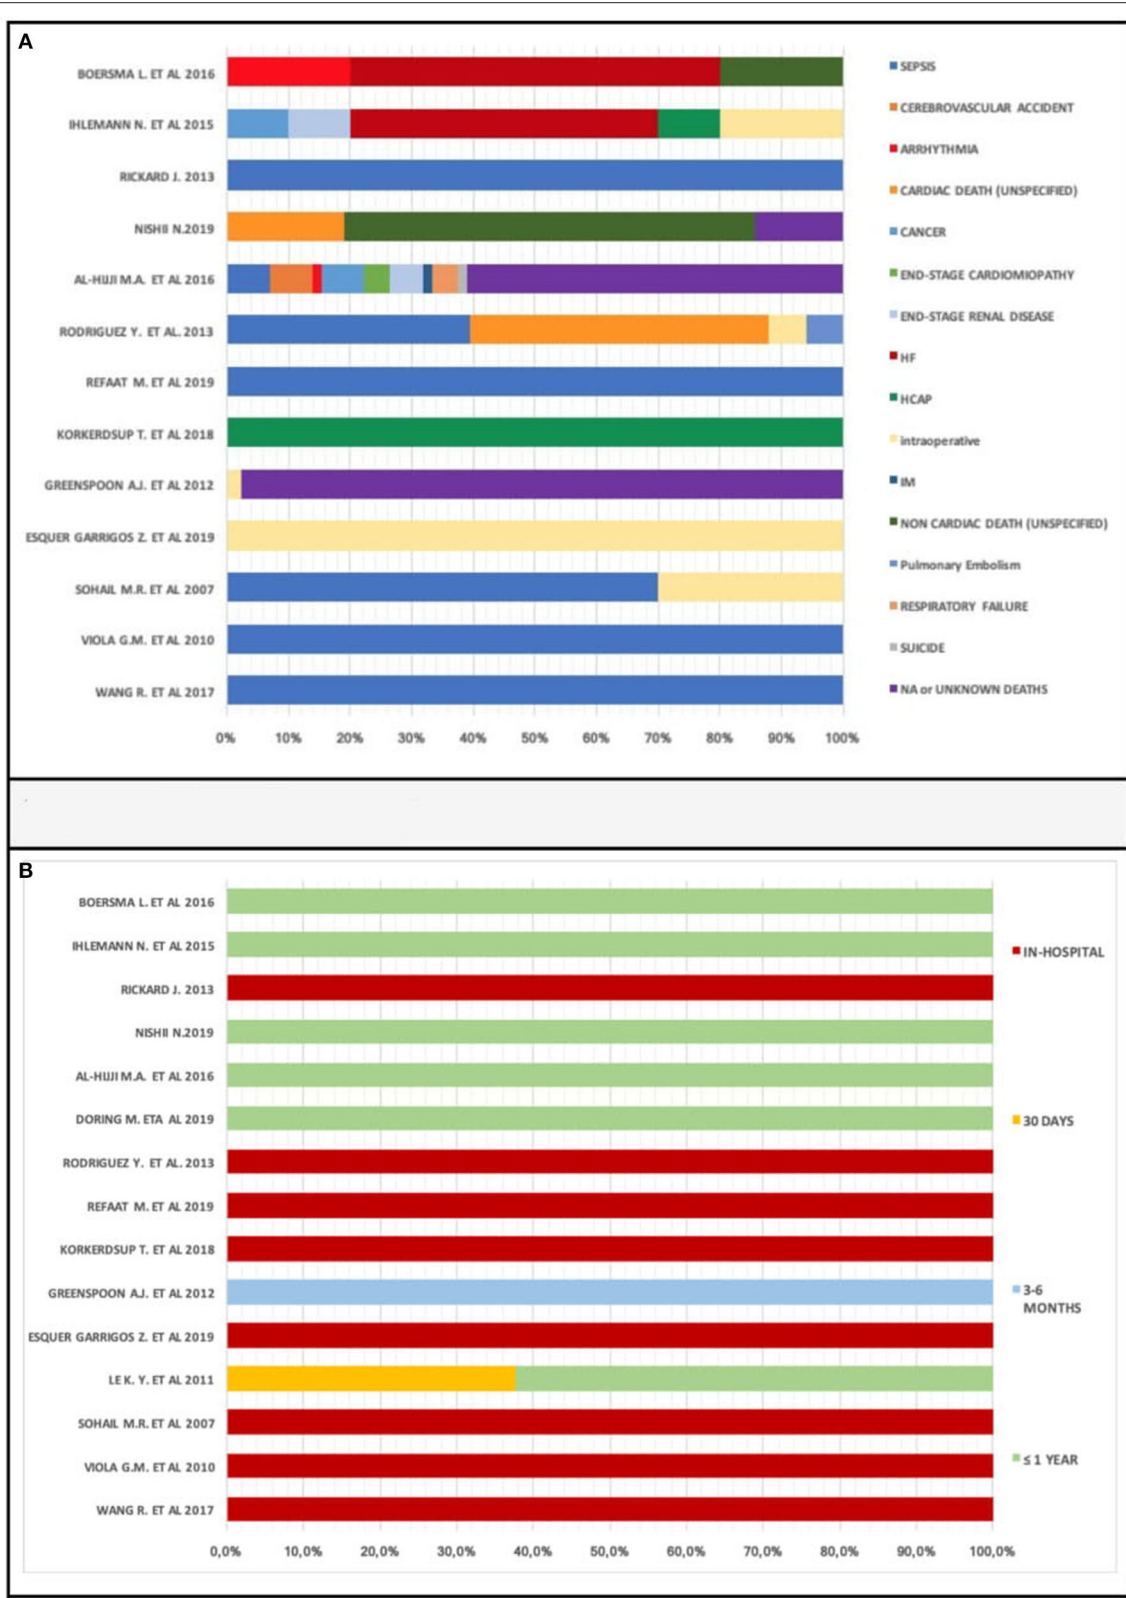 A
BOERSMA L. ET AL 2016
IHLEMANN N. ET AL 2015
RICKARD J. 2013
NISHII N.2019
AL-HIJJI M.A. ET AL 2016
RODRIGUEZ Y. ET AL. 2013
REFAAT M. ET AL 2019
KORKERDSUP T. ET AL 2018
GREENSPOON A.J. ET AL 2012
ESQUER GARRIGOS Z. ET AL 2019
SOHAIL M.R. ET AL 2007
VIOLA G.M. ET AL 2010
WANG R. ET AL 2017
0% 10% 20% 30% 40% 50% 60% 70% 80% 90% 100%
SEPSIS
CEREBROVASCULAR ACCIDENT
ARRHYTHMIA
CARDIAC DEATH (UNSPECIFIED)
CANCER
END-STAGE CARDIOMIOPATHY
END-STAGE RENAL DISEASE
HF
HCAP
intraoperative
IM
NON CARDIAC DEATH (UNSPECIFIED)
Pulmonary Embolism
RESPIRATORY FAILURE
SUICIDE
NA or UNKNOWN DEATHS
B
BOERSMA L. ET AL 2016
IHLEMANN N. ET AL 2015
RICKARD J. 2013
NISHII N.2019
AL-HIJJI M.A. ET AL 2016
DORING M. ETA AL 2019
RODRIGUEZ Y. ET AL. 2013
REFAAT M. ET AL 2019
KORKERDSUP T. ET AL 2018
GREENSPOON A.J. ET AL 2012
ESQUER GARRIGOS Z. ET AL 2019
LE K. Y. ET AL 2011
SOHAIL M.R. ET AL 2007
VIOLA G.M. ET AL 2010
WANG R. ET AL 2017
0,0% 10,0% 20,0% 30,0% 40,0% 50,0% 60,0% 70,0% 80,0% 90,0% 100,0%
IN-HOSPITAL
30 DAYS
3-6
MONTHS
≤ 1 YEAR